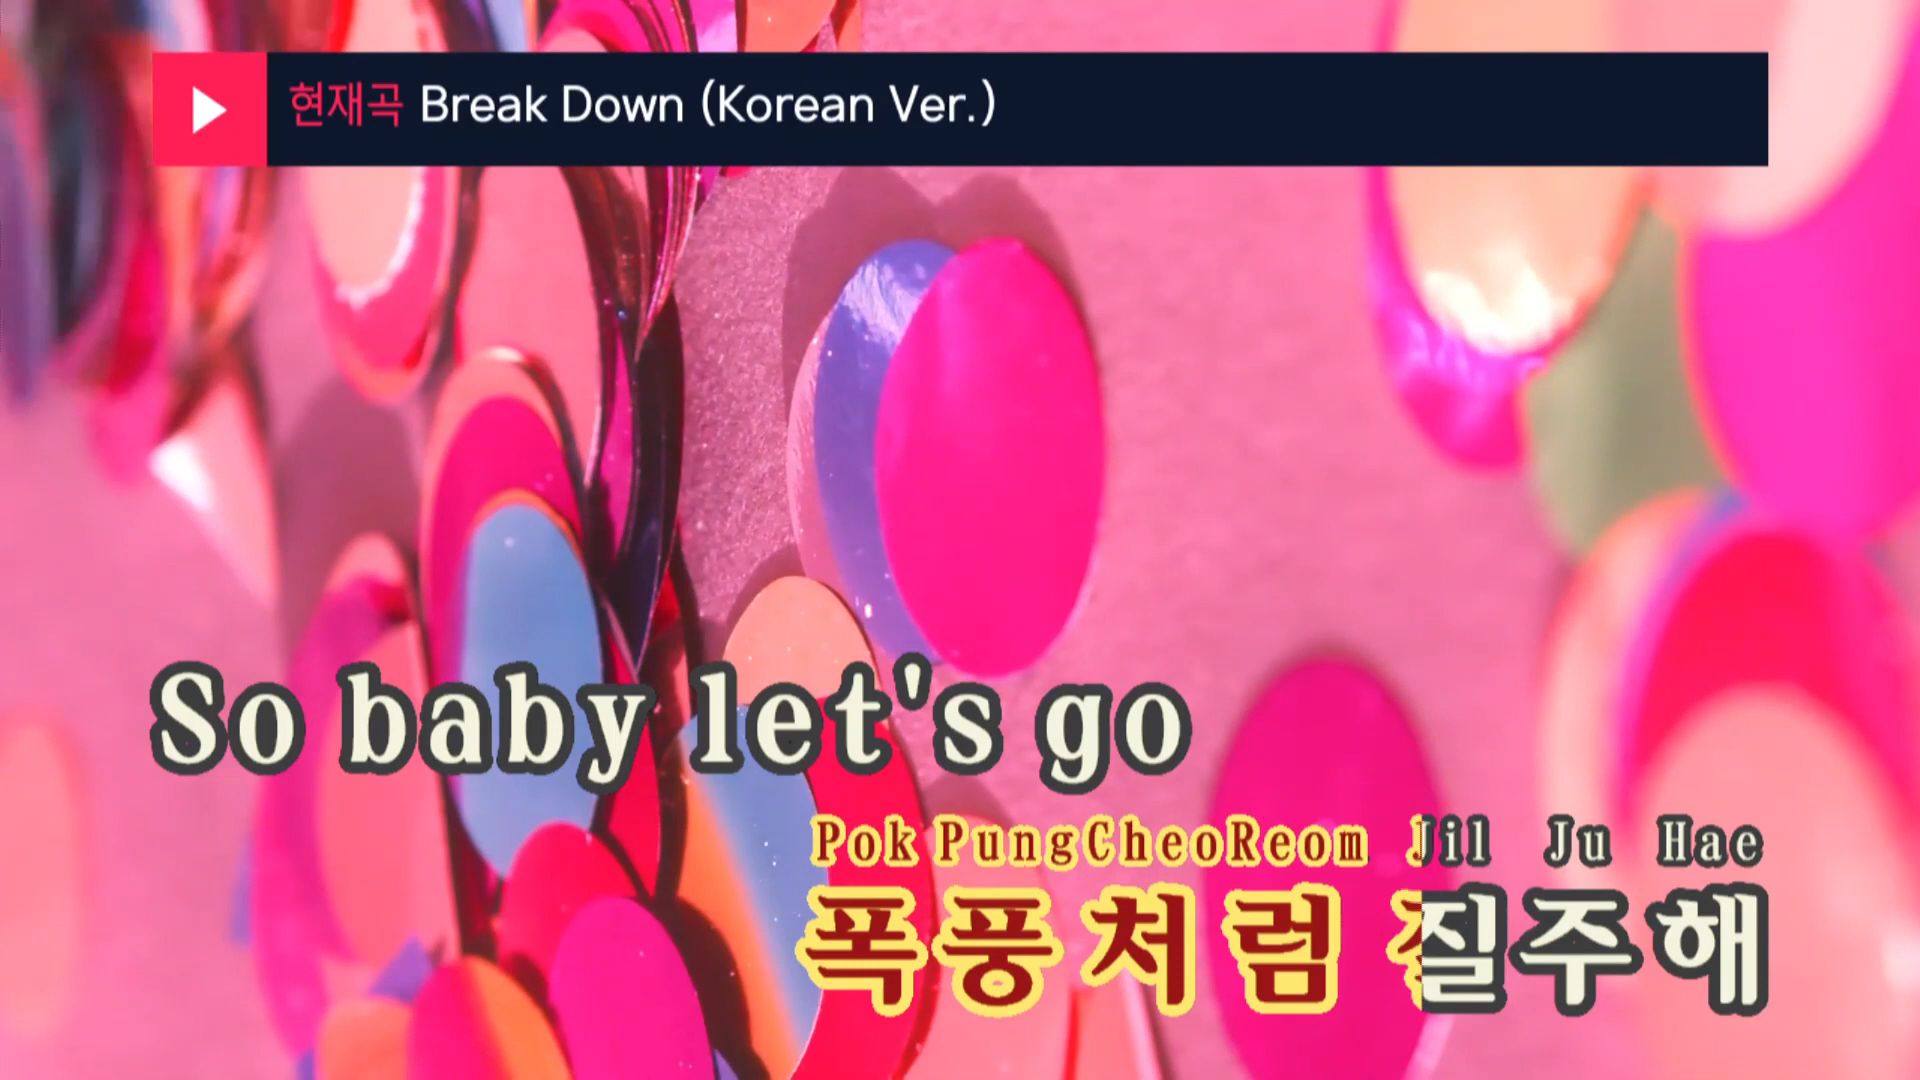 현재곡 Break Down (Korean Ver.)
So baby let's go
Pok PungCheoReom Jil Ju Hae
폭풍처럼 질주해